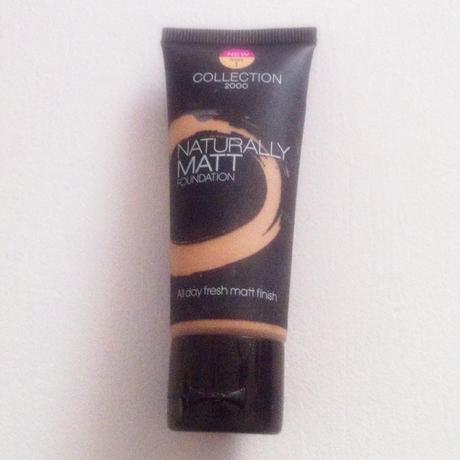 NEW
COLLECTION
2000
NATURALLY
MATT
FOUNDATION
All day fresh matt finish